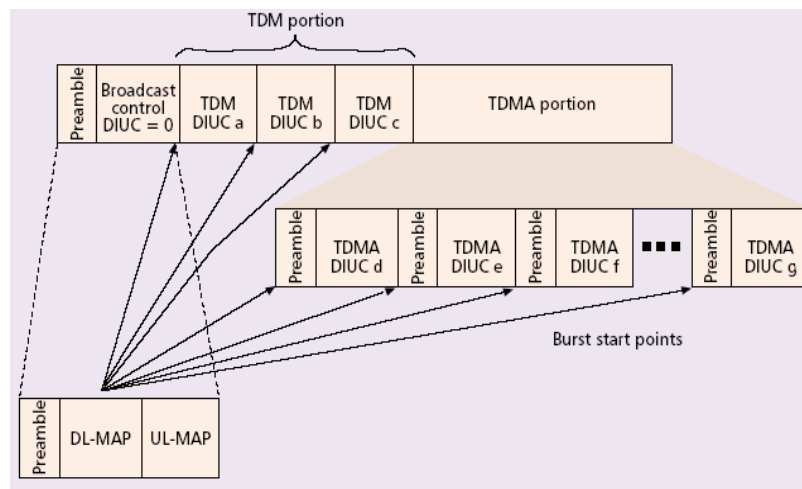 TDM portion
Preamble
Broadcast
control
DIUC = 0
TDM
DIUC a
TDM
DIUC b
TDM
DIUC c
TDMA portion
Preamble
TDMA
DIUC d
Preamble
TDMA
DIUC e
Preamble
TDMA
DIUC f
Preamble
TDMA
DIUC g
Burst start points
Preamble
DL-MAP
UL-MAP